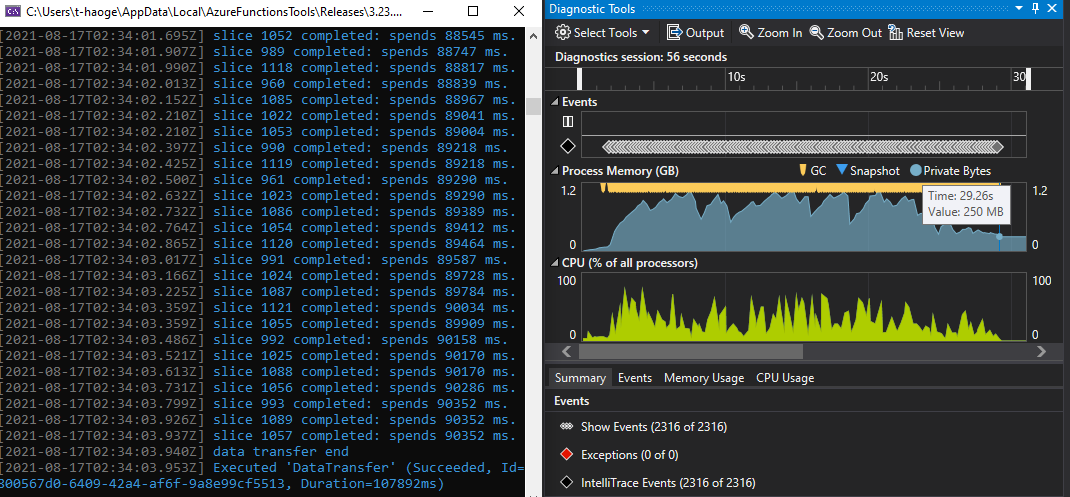 C:\Users\t-haoge\AppData\Local\AzureFunctionsTools\Releases\3.23....
[2021-08-17T02:34:01.695Z] slice 1052 completed: spends 88545 ms.
[2021-08-17T02:34:01.907Z] slice 989 completed: spends 88747 ms.
[2021-08-17T02:34:01.990Z] slice 1118 completed: spends 88817 ms.
[2021-08-17T02:34:02.013Z] slice 960 completed: spends 88839 ms.
[2021-08-17T02:34:02.152Z] slice 1085 completed: spends 88967 ms.
[2021-08-17T02:34:02.210Z] slice 1022 completed: spends 89041 ms.
[2021-08-17T02:34:02.210Z] slice 1053 completed: spends 89004 ms.
[2021-08-17T02:34:02.397Z] slice 990 completed: spends 89218 ms.
[2021-08-17T02:34:02.425Z] slice 1119 completed: spends 89218 ms.
[2021-08-17T02:34:02.500Z] slice 961 completed: spends 89290 ms.
[2021-08-17T02:34:02.632Z] slice 1023 completed: spends 89290 ms.
[2021-08-17T02:34:02.732Z] slice 1086 completed: spends 89389 ms.
[2021-08-17T02:34:02.764Z] slice 1054 completed: spends 89412 ms.
[2021-08-17T02:34:02.865Z] slice 1120 completed: spends 89464 ms.
[2021-08-17T02:34:03.017Z] slice 991 completed: spends 89587 ms.
[2021-08-17T02:34:03.166Z] slice 1024 completed: spends 89728 ms.
[2021-08-17T02:34:03.225Z] slice 1087 completed: spends 89784 ms.
[2021-08-17T02:34:03.359Z] slice 1121 completed: spends 90034 ms.
[2021-08-17T02:34:03.359Z] slice 1055 completed: spends 89909 ms.
[2021-08-17T02:34:03.486Z] slice 992 completed: spends 90158 ms.
[2021-08-17T02:34:03.521Z] slice 1025 completed: spends 90170 ms.
[2021-08-17T02:34:03.613Z] slice 1088 completed: spends 90170 ms.
[2021-08-17T02:34:03.731Z] slice 1056 completed: spends 90286 ms.
[2021-08-17T02:34:03.799Z] slice 993 completed: spends 90352 ms.
[2021-08-17T02:34:03.926Z] slice 1089 completed: spends 90352 ms.
[2021-08-17T02:34:03.937Z] slice 1057 completed: spends 90352 ms.
[2021-08-17T02:34:03.940Z] data transfer end
[2021-08-17T02:34:03.953Z] Executed 'DataTransfer' (Succeeded, Id=
800567d0-6409-42a4-af6f-9a8e99cf5513, Duration=107892ms)
Diagnostic Tools
Select Tools Output Zoom In Zoom Out Reset View
Diagnostics session: 56 seconds
10s 20s 30
Events
Process Memory (GB) GC Snapshot Private Bytes
1.2 1.2
Time: 29.26s
Value: 250 MB
0 0
CPU (% of all processors)
100 100
0 0
Summary Events Memory Usage CPU Usage
Events
Show Events (2316 of 2316)
Exceptions (0 of 0)
IntelliTrace Events (2316 of 2316)